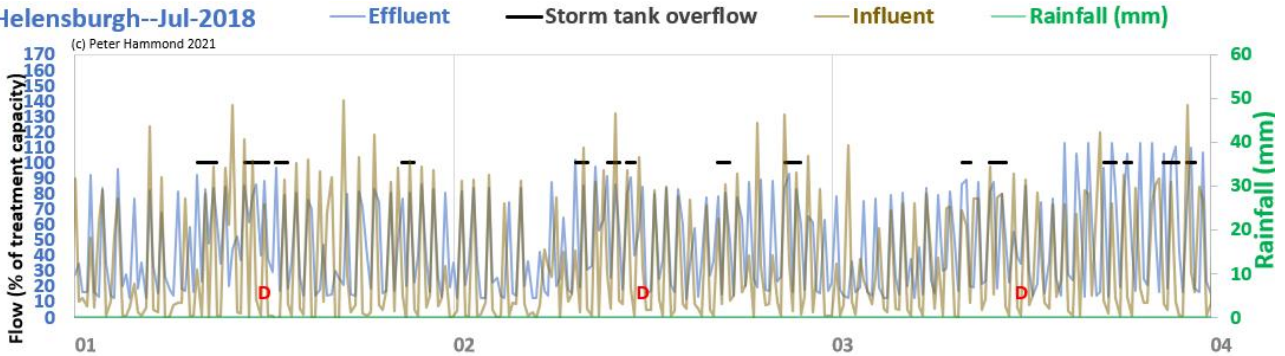 Helensburgh--Jul-2018
Effluent
Storm tank overflow
Influent
Rainfall (mm)
(c) Peter Hammond 2021
Flow (% of treatment capacity)
170
160
150
140
130
120
110
100
90
80
70
60
50
40
30
20
10
0
D
D
D
60
50
40
30
20
10
0
Rainfall (mm)
01
02
03
04